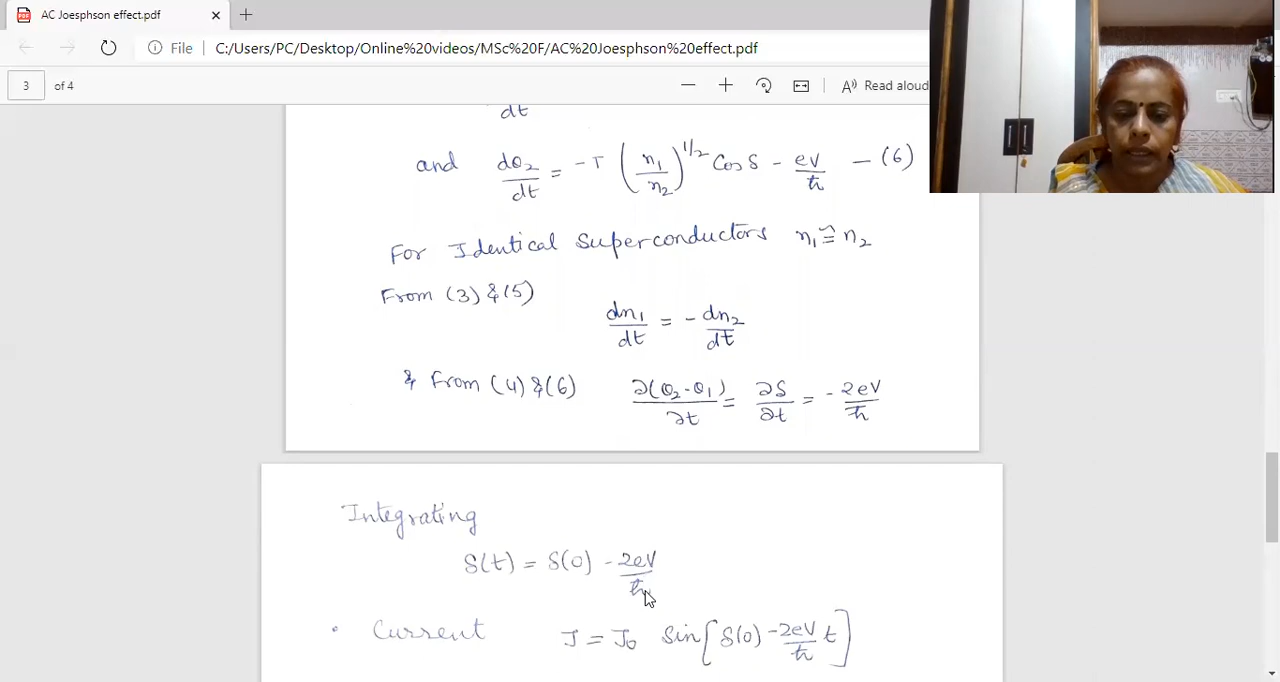 AC Joesphson effect.pdf
File C:/Users/PC/Desktop/Online%20videos/MSc%20F/AC%20Joesphson%20effect.pdf
3 of 4 Read aloud
dt
and dθ₂/dt = -T (n₁/n₂)^1/2 Cos δ - eV/ħ — (6)
For Identical Superconductors n₁ ≅ n₂
From (3) & (5)
dn₁/dt = - dn₂/dt
& From (4) & (6) ∂(θ₂-θ₁)/∂t = ∂δ/∂t = - 2eV/ħ
Integrating
δ(t) = δ(0) - 2eV/ħ
• Current J = J₀ Sin[δ(0) - 2eV/ħ t]